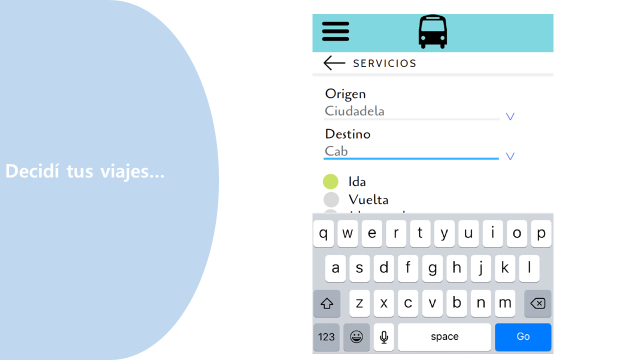 Decidí tus viajes...
SERVICIOS
Origen
Ciudadela
Destino
Cab
Ida
Vuelta
q w e r t y u i o p
a s d f g h j k l
z x c v b n m
123 space Go